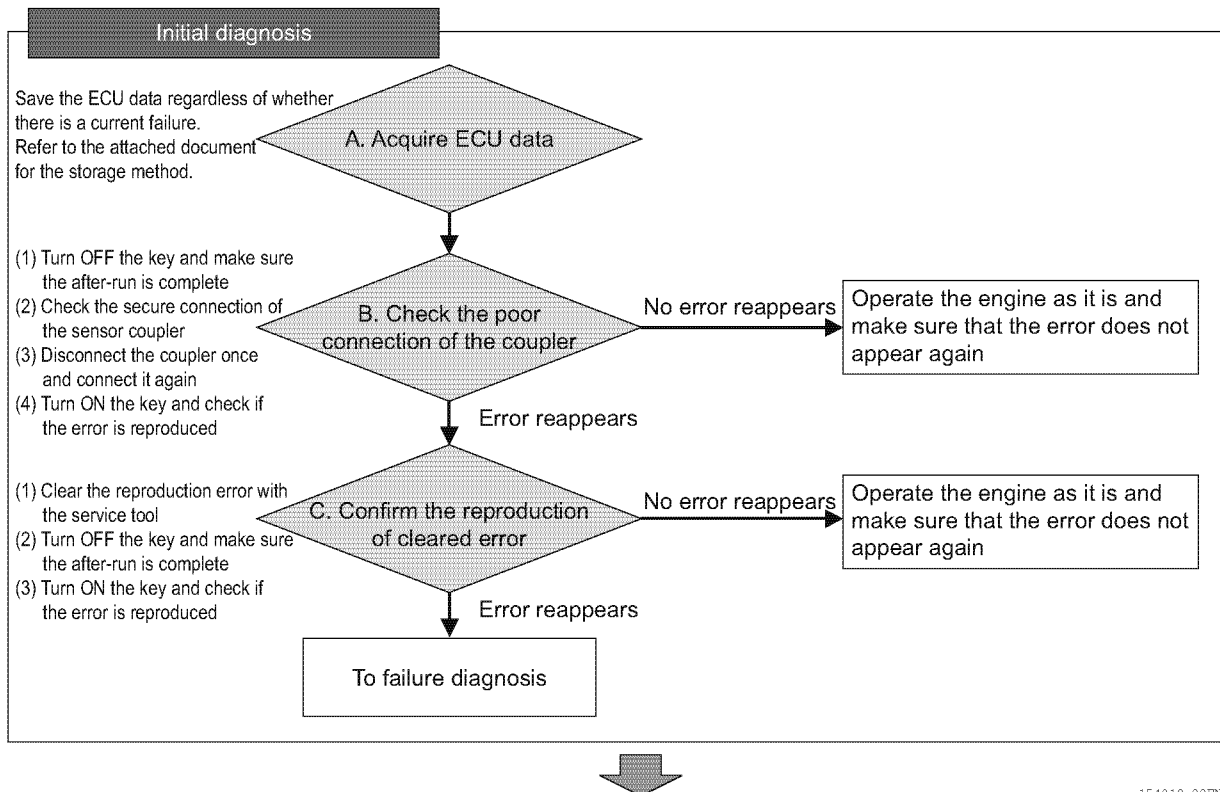 Initial diagnosis
Save the ECU data regardless of whether
there is a current failure.
Refer to the attached document
for the storage method.
A. Acquire ECU data
(1) Turn OFF the key and make sure
the after-run is complete
(2) Check the secure connection of
the sensor coupler
(3) Disconnect the coupler once
and connect it again
(4) Turn ON the key and check if
the error is reproduced
B. Check the poor
connection of the coupler
No error reappears
Operate the engine as it is and
make sure that the error does not
appear again
Error reappears
(1) Clear the reproduction error with
the service tool
(2) Turn OFF the key and make sure
the after-run is complete
(3) Turn ON the key and check if
the error is reproduced
C. Confirm the reproduction
of cleared error
No error reappears
Operate the engine as it is and
make sure that the error does not
appear again
Error reappears
To failure diagnosis